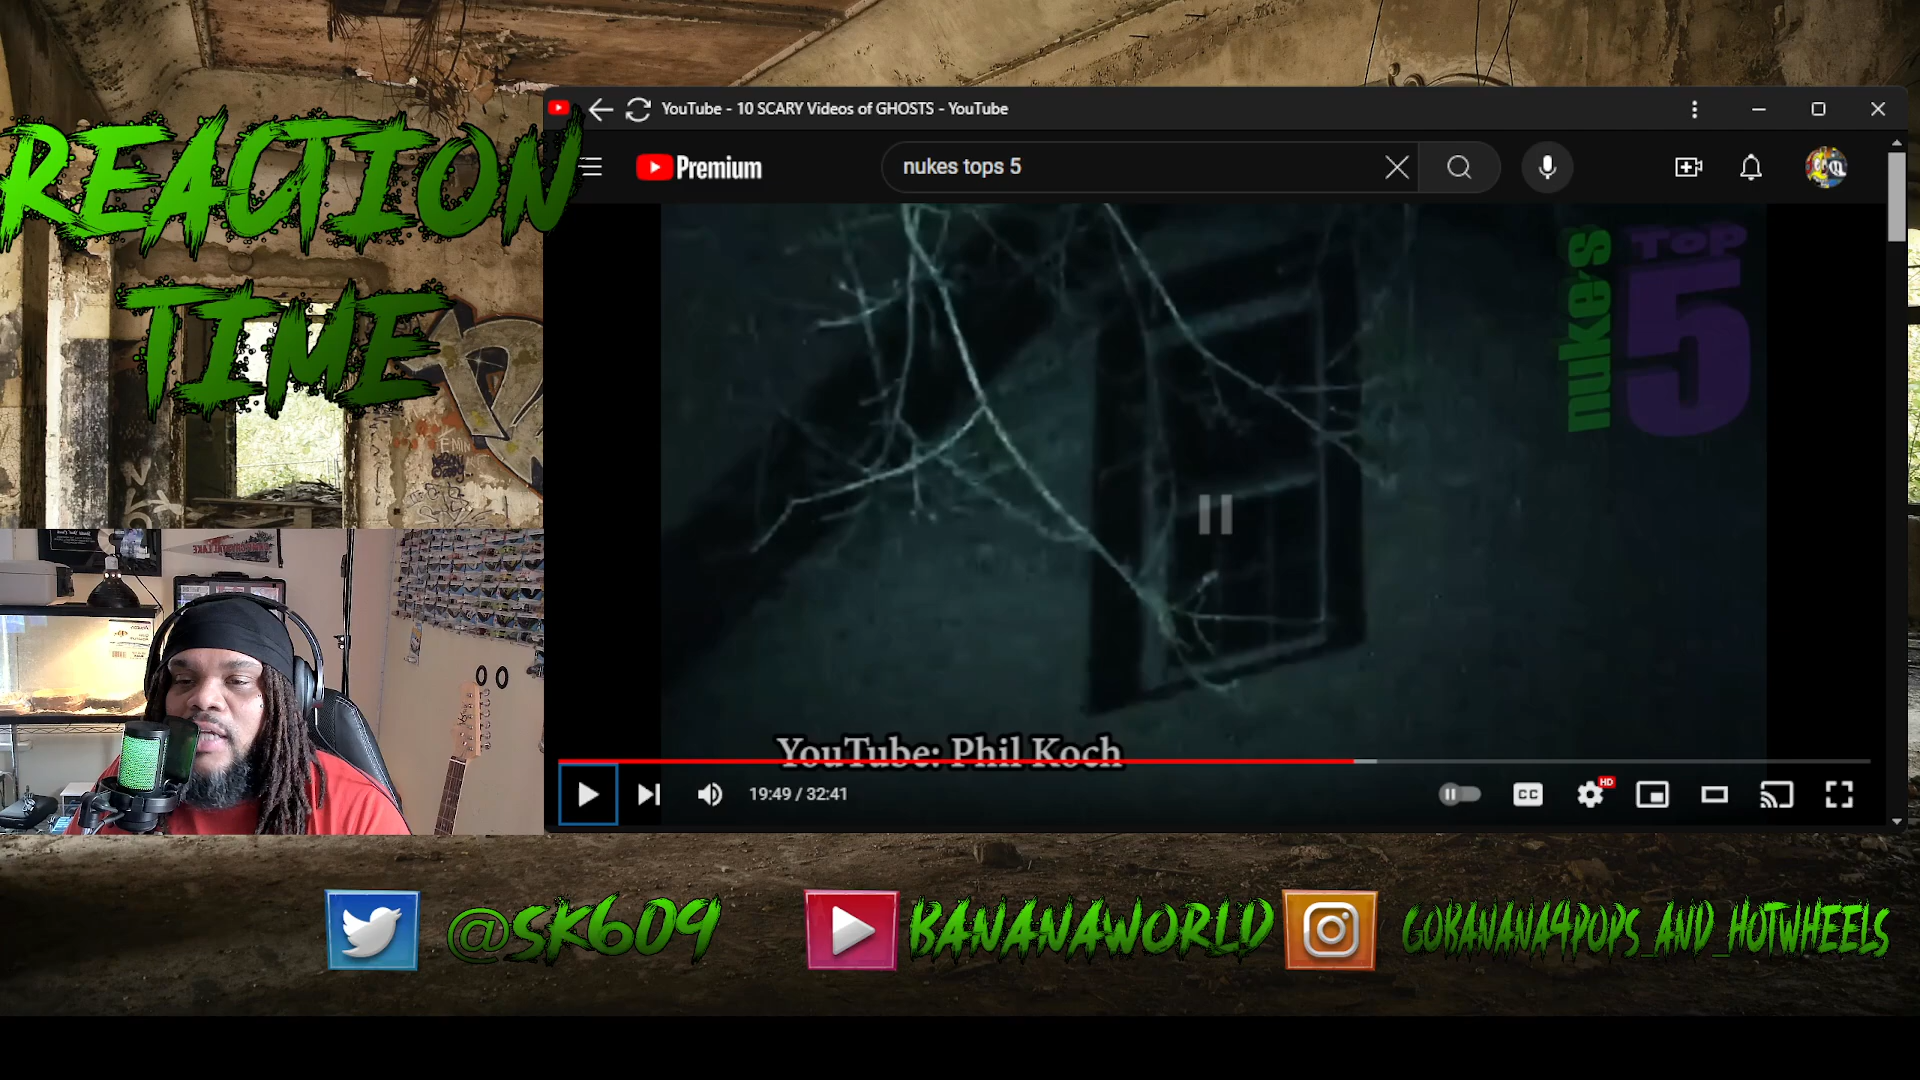 REACTION
TIME
YouTube - 10 SCARY Videos of GHOSTS - YouTube
Premium
nukes tops 5
nuke's
Top
5
YouTube: Phil Koch
19:49 / 32:41
CC
HD
@SK609
BANANAWORLD
GOBANANA4POPS_AND_HOTWHEELS